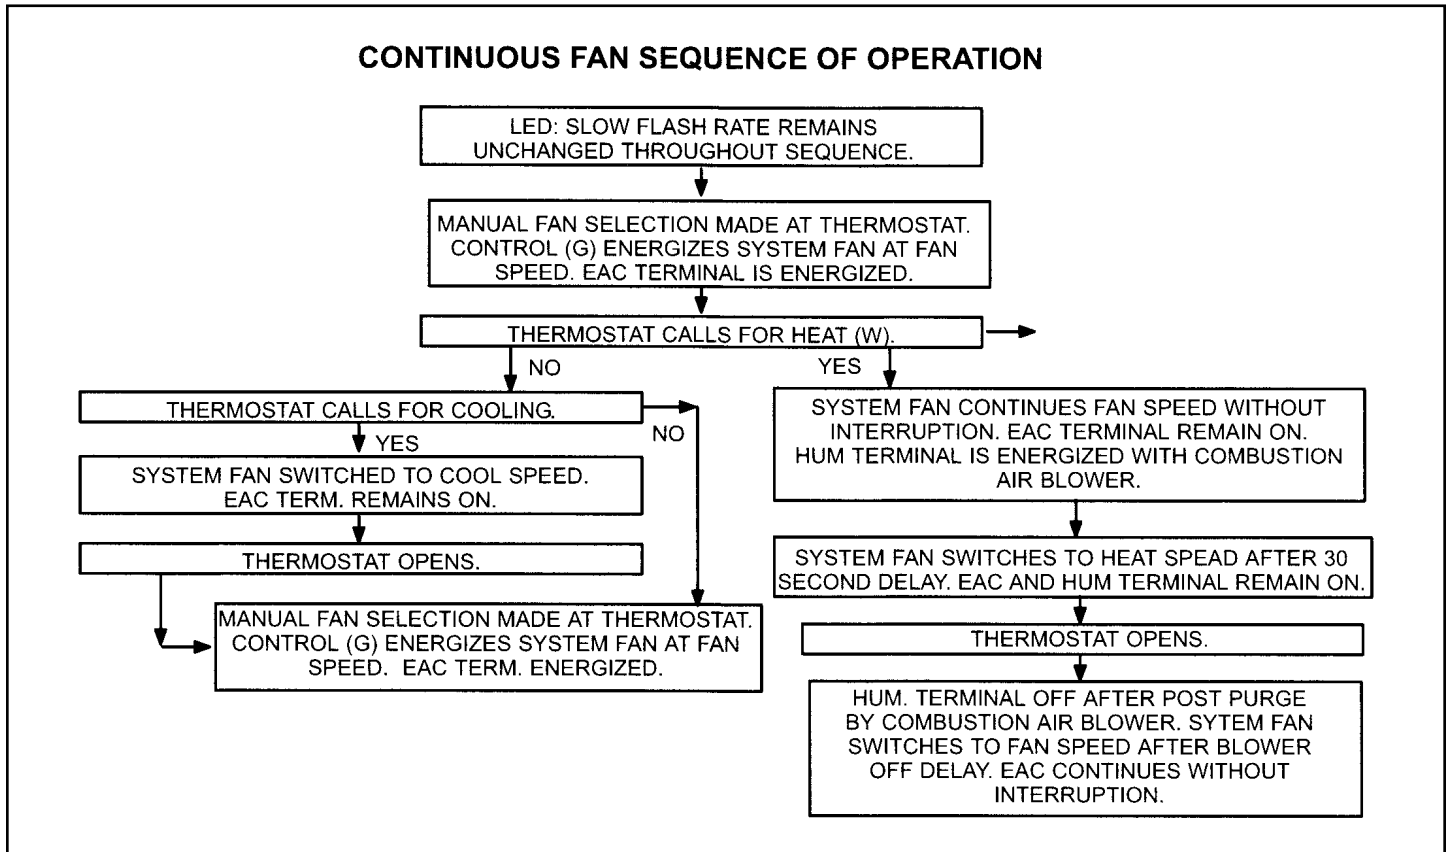 CONTINUOUS FAN SEQUENCE OF OPERATION
LED: SLOW FLASH RATE REMAINS
UNCHANGED THROUGHOUT SEQUENCE.
MANUAL FAN SELECTION MADE AT THERMOSTAT.
CONTROL (G) ENERGIZES SYSTEM FAN AT FAN
SPEED. EAC TERMINAL IS ENERGIZED.
THERMOSTAT CALLS FOR HEAT (W).
NO
YES
THERMOSTAT CALLS FOR COOLING.
YES
NO
SYSTEM FAN SWITCHED TO COOL SPEED.
EAC TERM. REMAINS ON.
THERMOSTAT OPENS.
MANUAL FAN SELECTION MADE AT THERMOSTAT.
CONTROL (G) ENERGIZES SYSTEM FAN AT FAN
SPEED. EAC TERM. ENERGIZED.
SYSTEM FAN CONTINUES FAN SPEED WITHOUT
INTERRUPTION. EAC TERMINAL REMAIN ON.
HUM TERMINAL IS ENERGIZED WITH COMBUSTION
AIR BLOWER.
SYSTEM FAN SWITCHES TO HEAT SPEAD AFTER 30
SECOND DELAY. EAC AND HUM TERMINAL REMAIN ON.
THERMOSTAT OPENS.
HUM. TERMINAL OFF AFTER POST PURGE
BY COMBUSTION AIR BLOWER. SYTEM FAN
SWITCHES TO FAN SPEED AFTER BLOWER
OFF DELAY. EAC CONTINUES WITHOUT
INTERRUPTION.